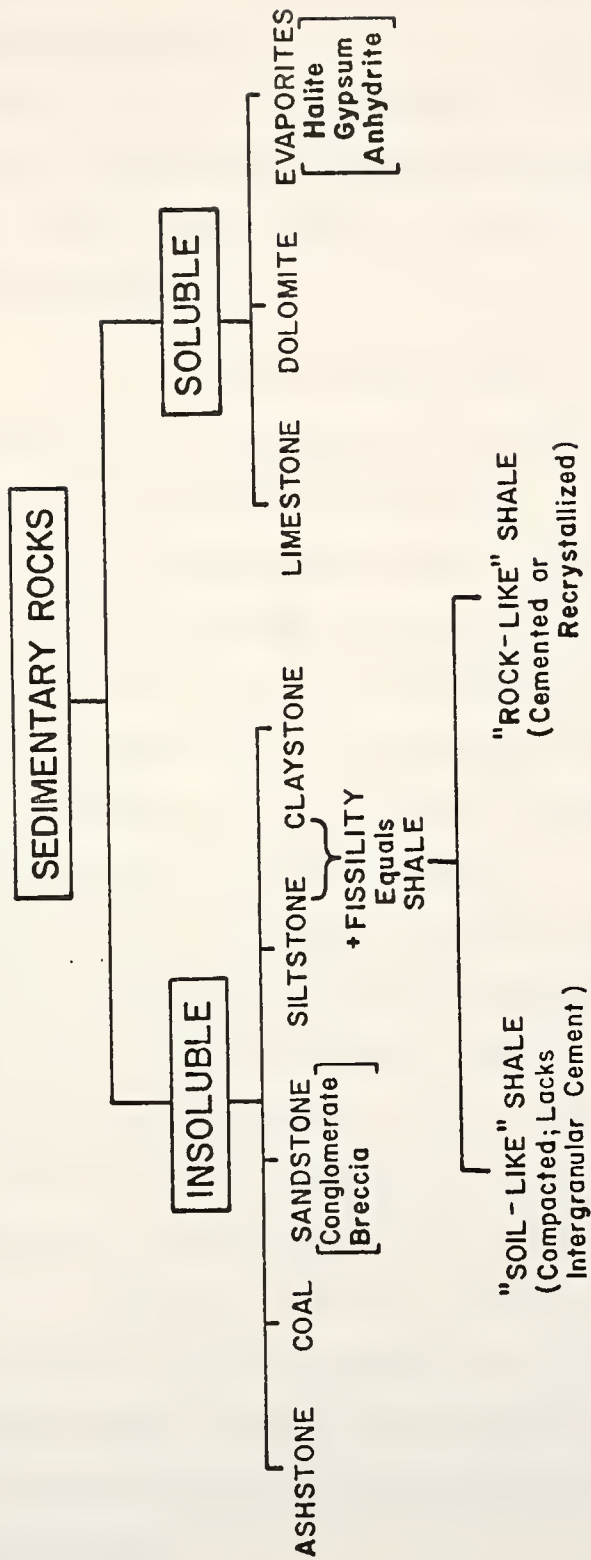 SEDIMENTARY ROCKS
INSOLUBLE
SOLUBLE
ASHSTONE
COAL
SANDSTONE
[Conglomerate
Breccia]
SILTSTONE
CLAYSTONE
+FISSILITY
Equals
SHALE
"SOIL-LIKE" SHALE
(Compacted; Lacks
Intergranular Cement)
"ROCK-LIKE" SHALE
(Cemented or
Recrystallized)
LIMESTONE
DOLOMITE
EVAPORITES
[Halite
Gypsum
Anhydrite]